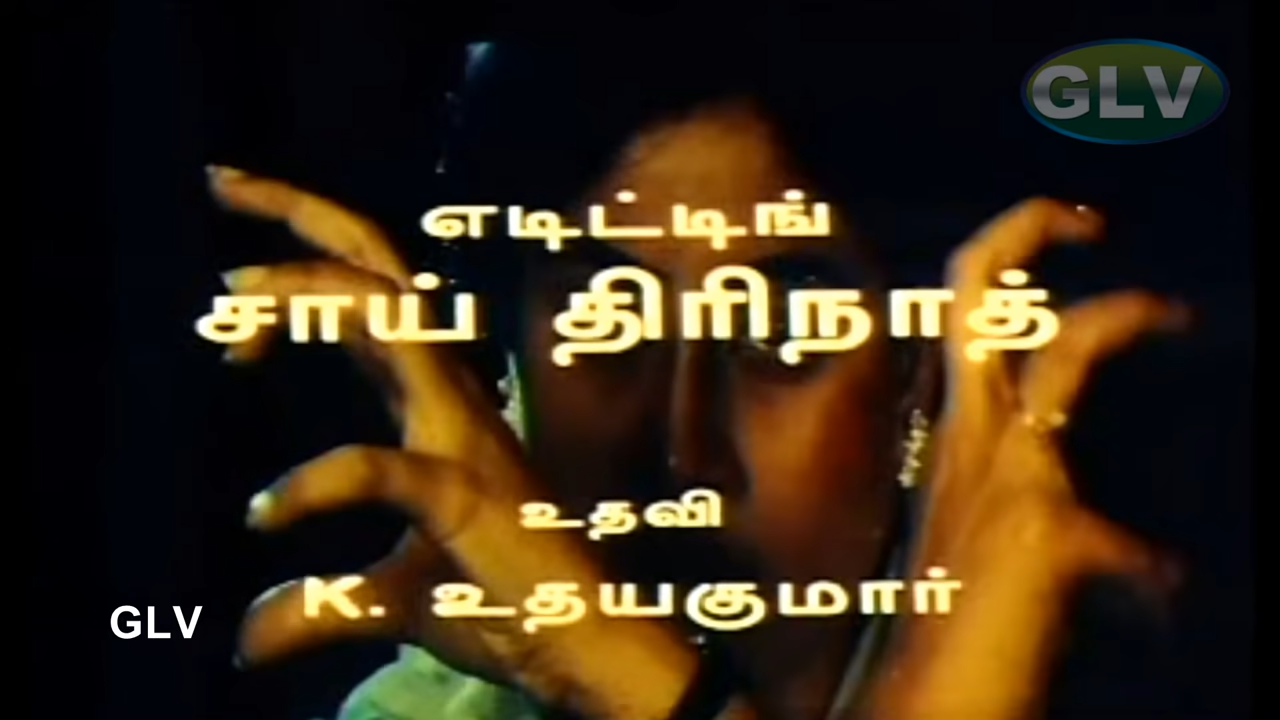 GLV
எடிட்டிங்
சாய் திரிநாத்
உதவி
K. உதயகுமார்
GLV